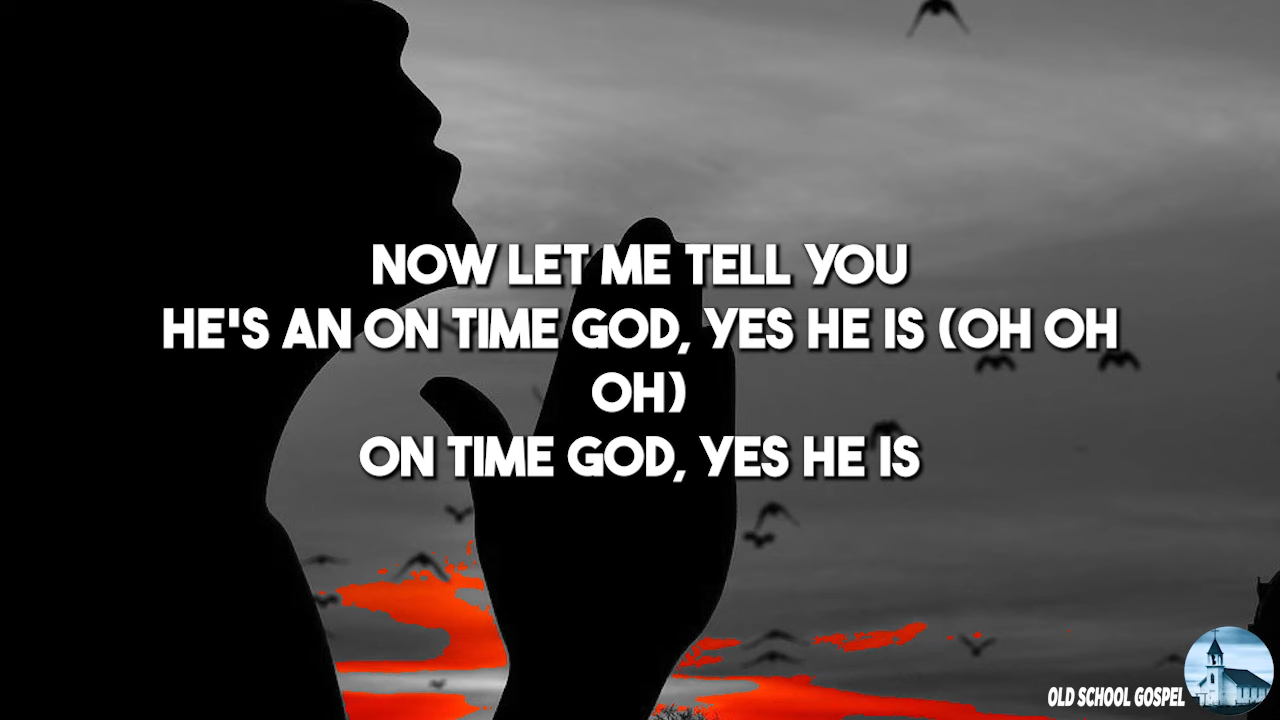 NOW LET ME TELL YOU
HE'S AN ON TIME GOD, YES HE IS (OH OH
OH)
ON TIME GOD, YES HE IS
OLD SCHOOL GOSPEL